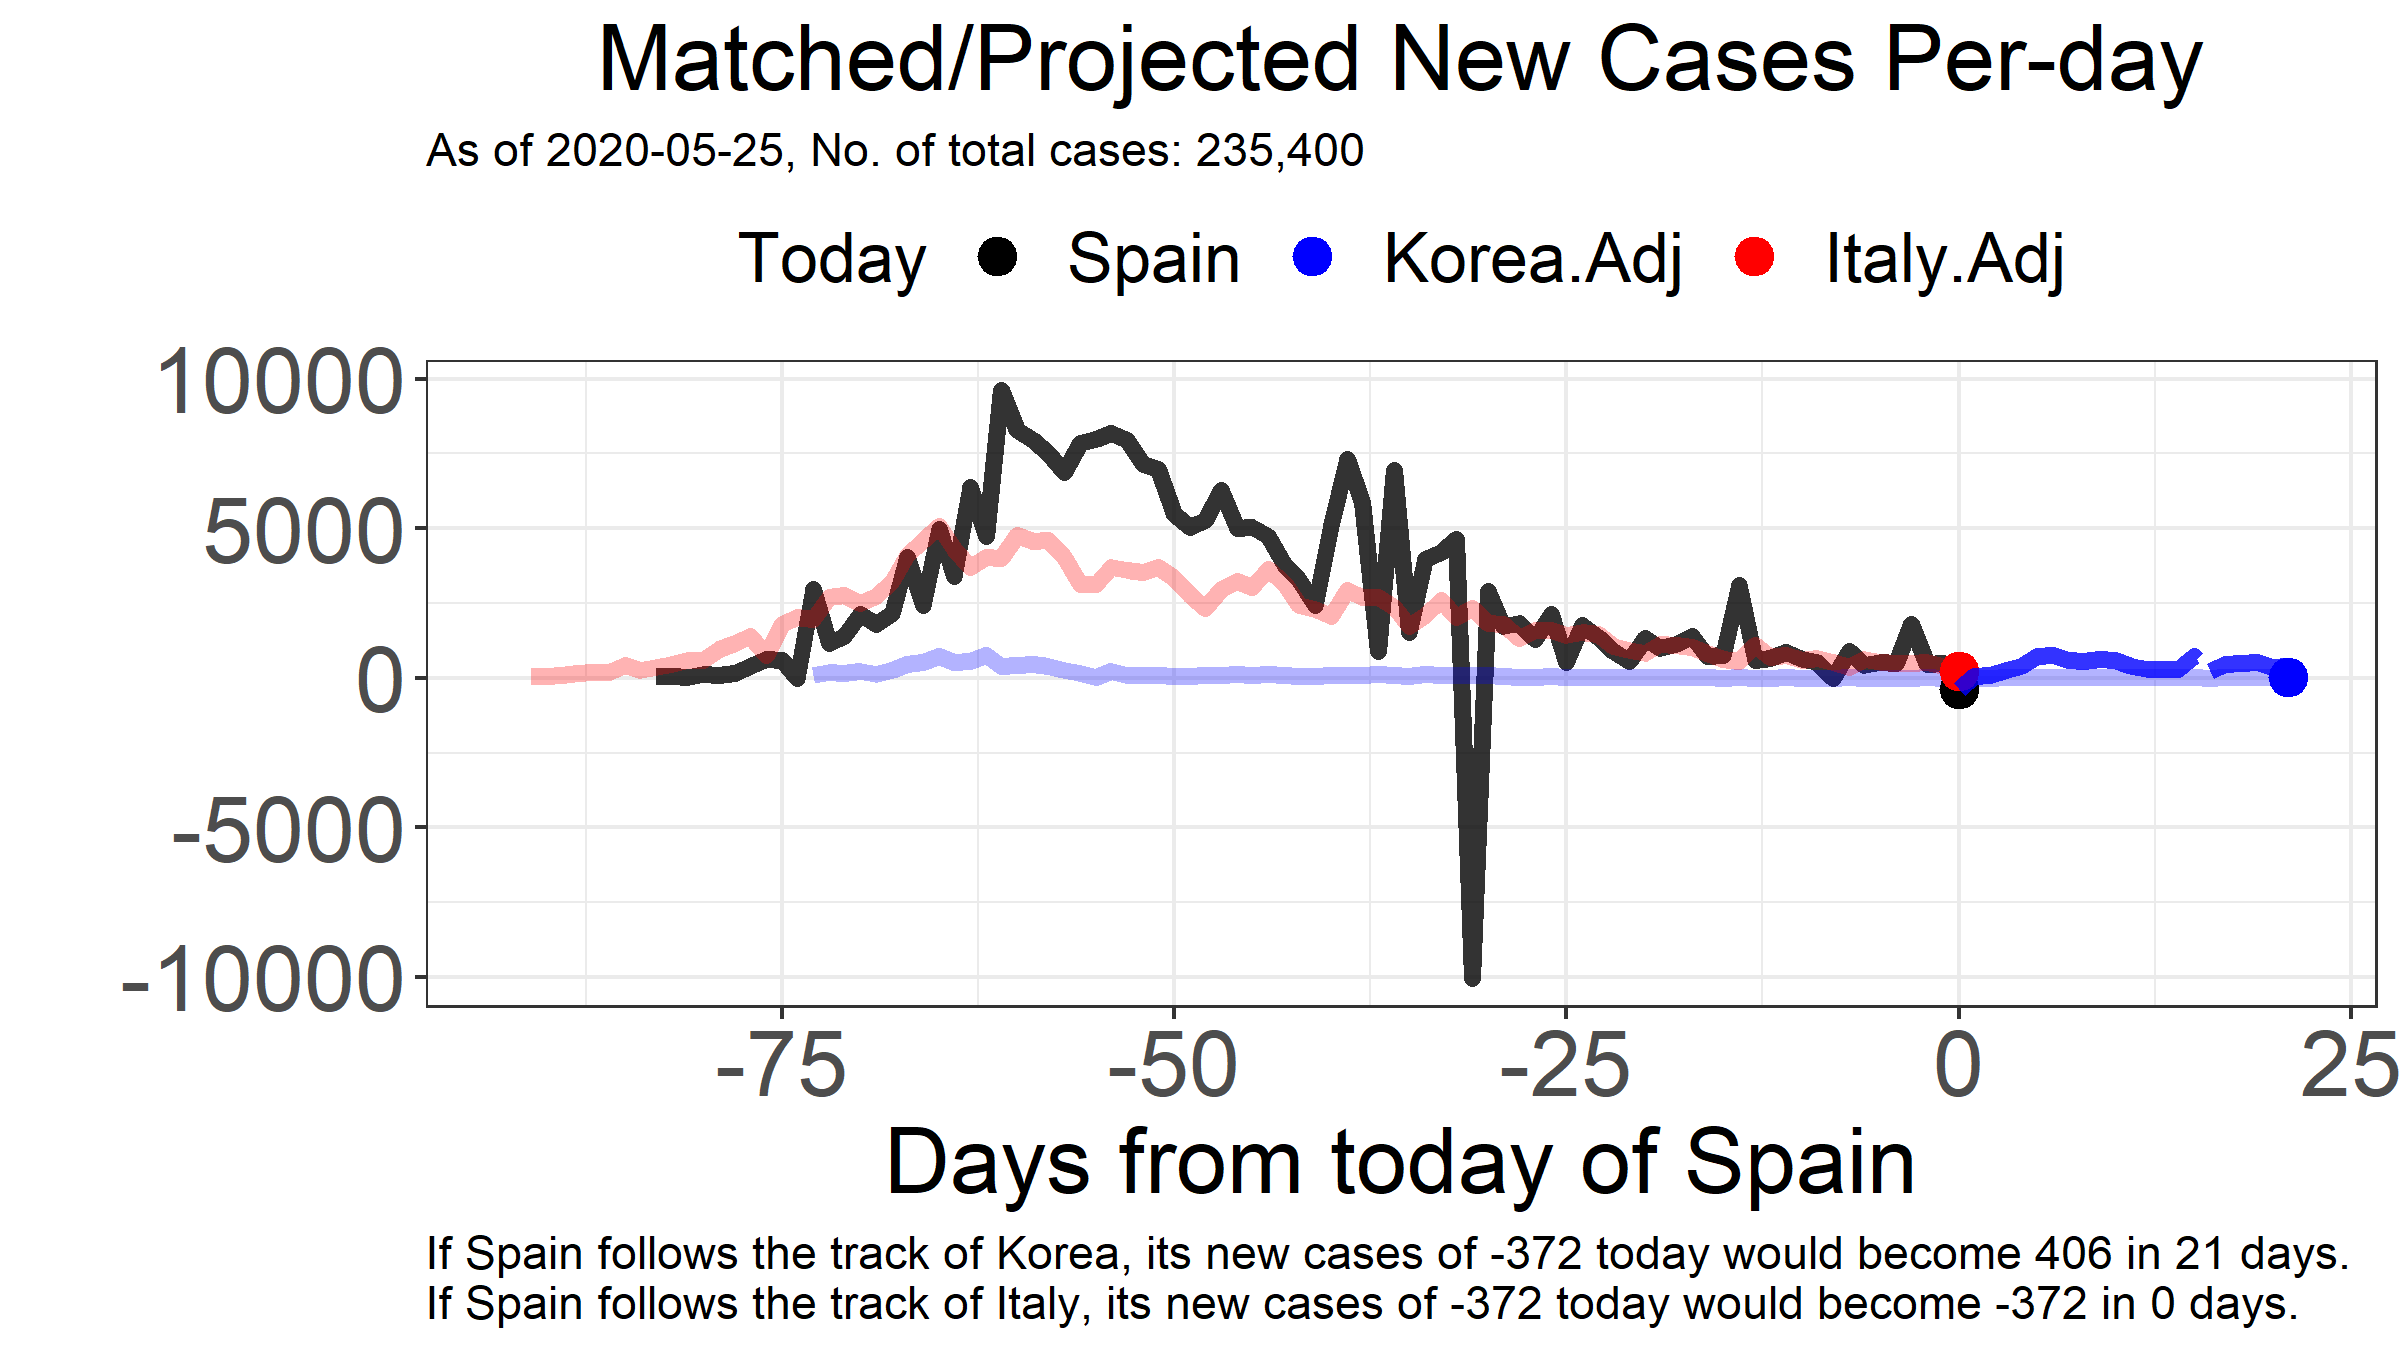 Matched/Projected New Cases Per-day
As of 2020-05-25, No. of total cases: 235,400
Today Spain Korea.Adj Italy.Adj
10000
5000
0
-5000
-10000
-75 -50 -25 0 25
Days from today of Spain
If Spain follows the track of Korea, its new cases of -372 today would become 406 in 21 days.
If Spain follows the track of Italy, its new cases of -372 today would become -372 in 0 days.